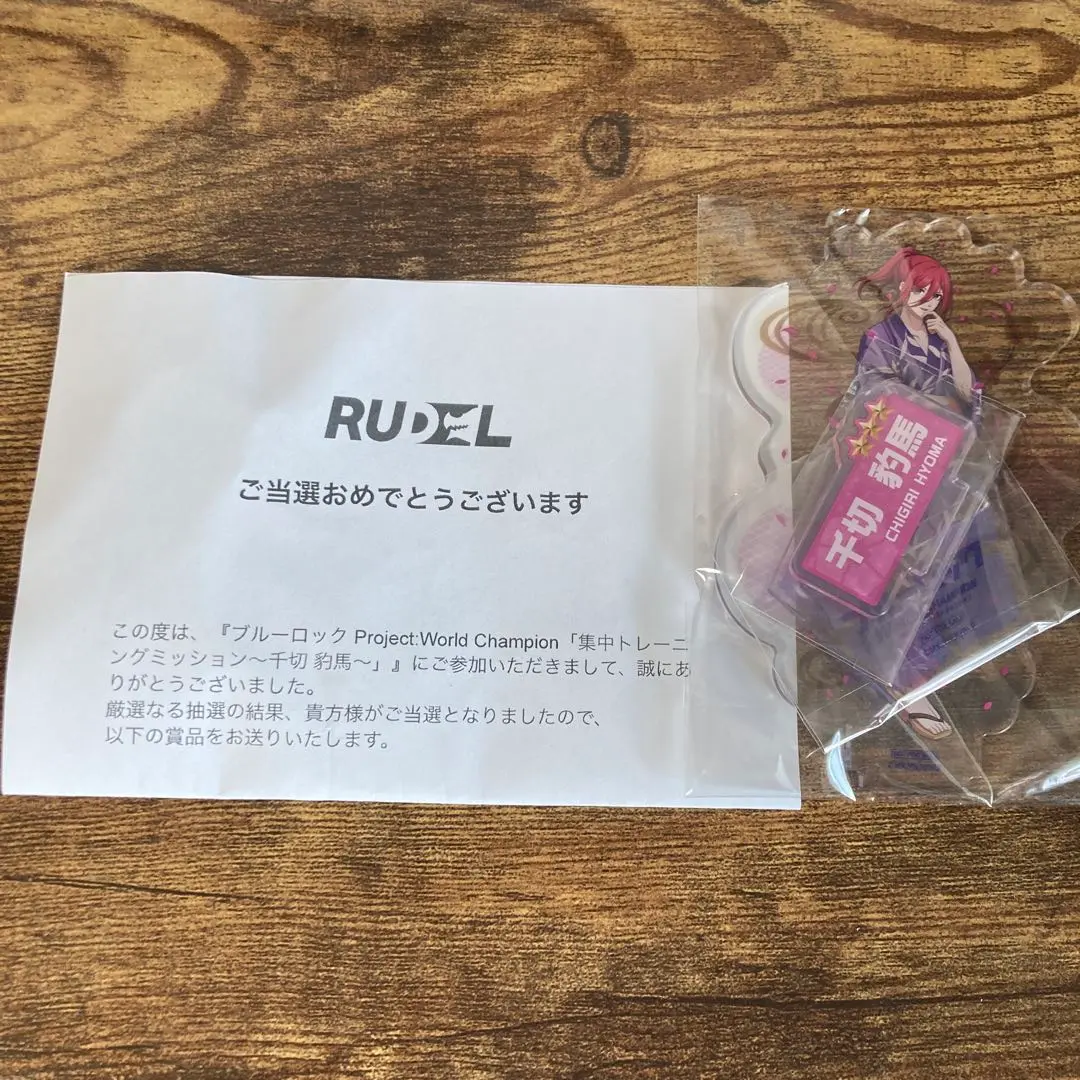 RUDEL
ご当選おめでとうございます
この度は、『ブルーロック Project:World Champion「集中トレーニ
ングミッション～千切 豹馬～」』にご参加いただきまして、誠にあ
りがとうございました。
厳選なる抽選の結果、貴方様がご当選となりましたので、
以下の賞品をお送りいたします。
千切 豹馬
CHIGIRI HYOMA